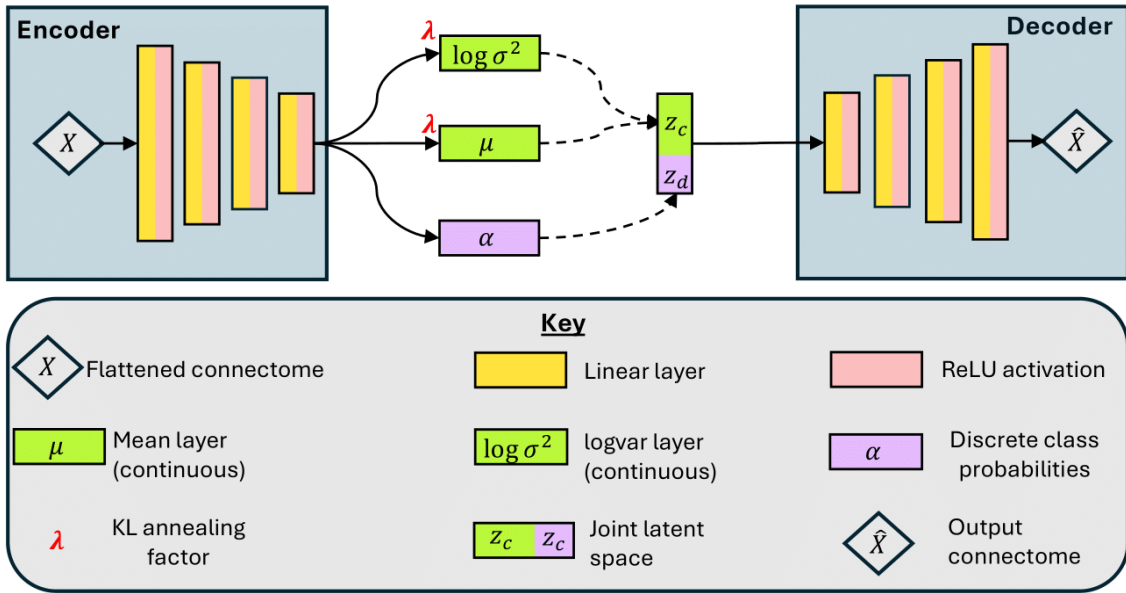 Encoder
Decoder
X
λ
log σ²
λ
μ
α
z_c
z_d
X̂
Key
X
Flattened connectome
Linear layer
ReLU activation
μ
Mean layer
(continuous)
log σ²
logvar layer
(continuous)
α
Discrete class
probabilities
λ
KL annealing
factor
z_c z_c
Joint latent
space
X̂
Output
connectome